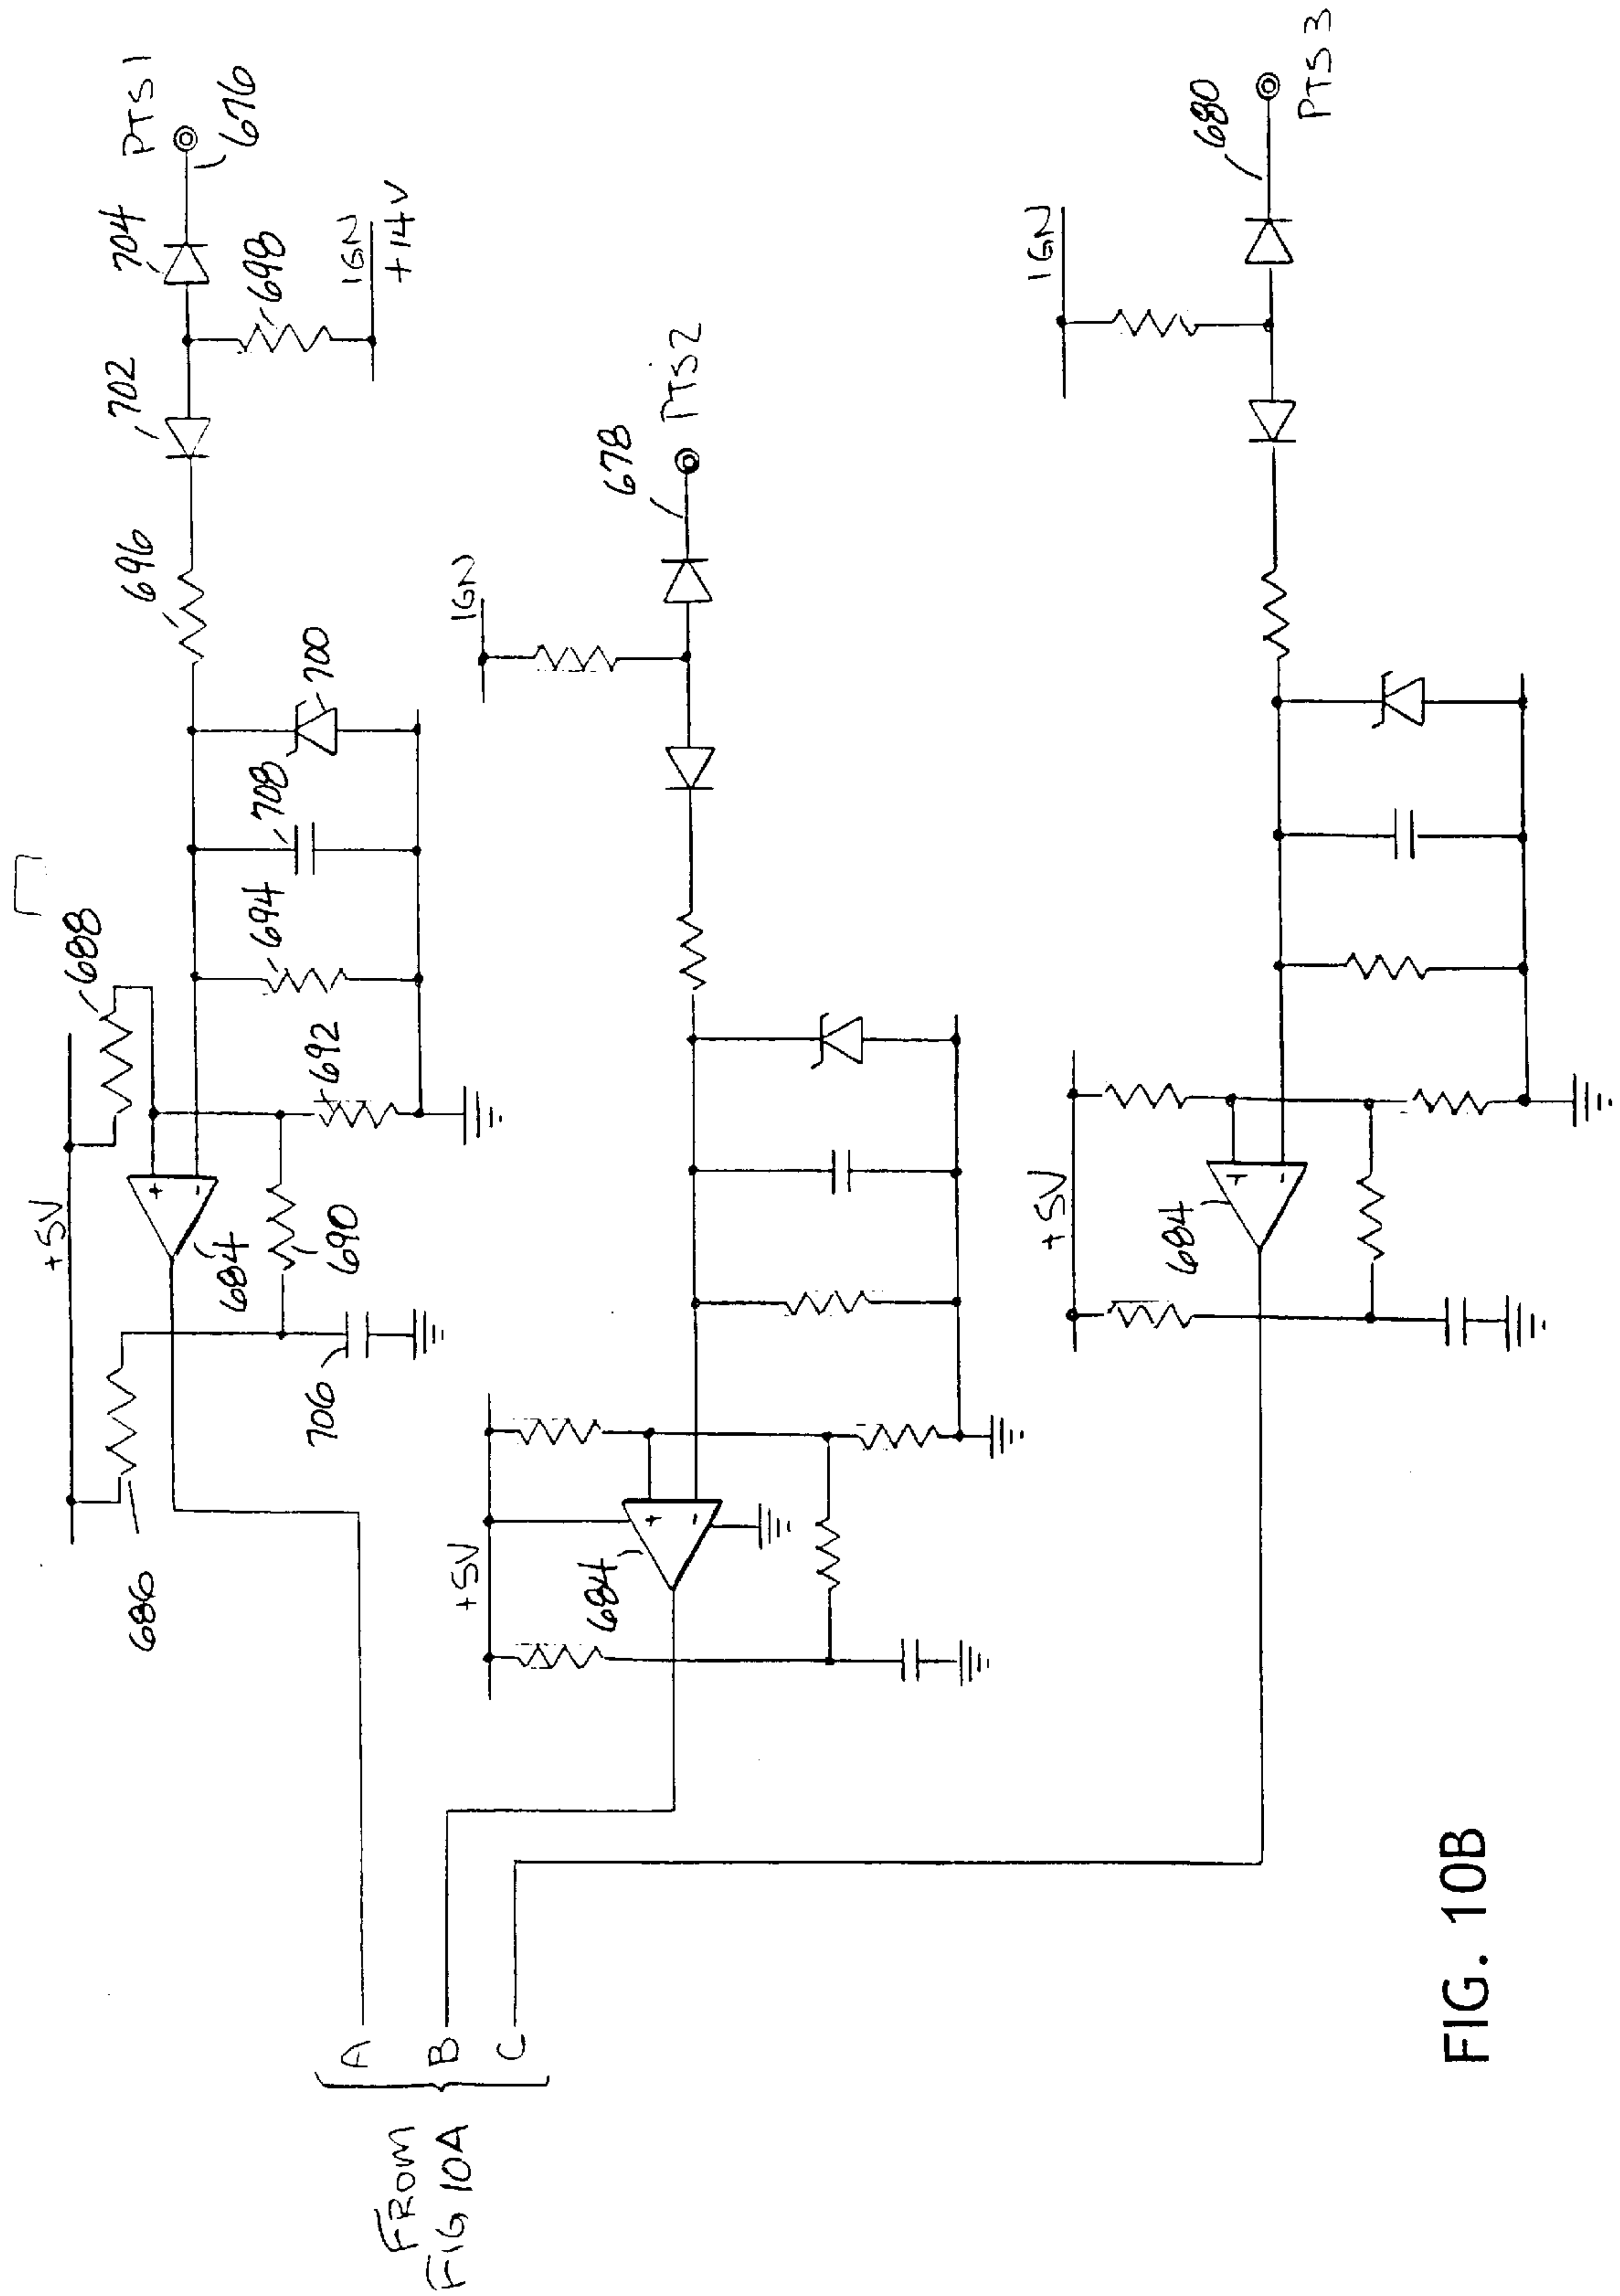 PTS1
676
704
698
IGN
+14V
702
696
700
708
694
688
692
+5V
684
690
706
686
IGN
678
PTS2
+5V
684
IGN
680
PTS3
+5V
684
+
-
+
-
+
-
A
B
C
FROM
FIG 10A
FIG. 10B